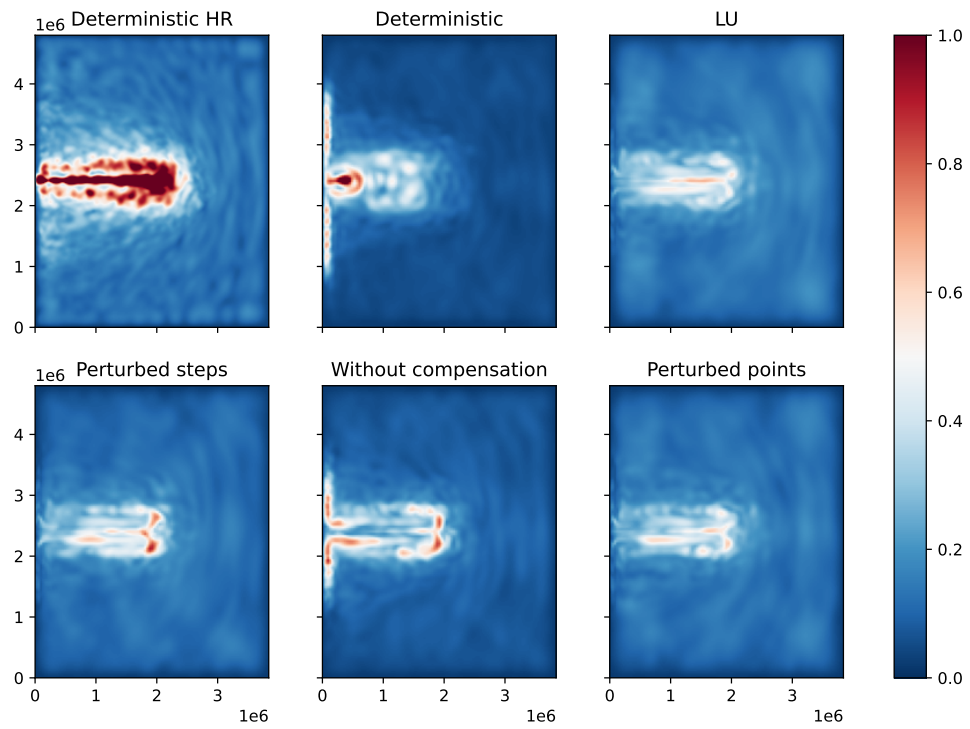 1e6 Deterministic HR
Deterministic
LU
4
3
2
1
0
1e6 Perturbed steps
Without compensation
Perturbed points
4
3
2
1
0
0 1 2 3
1e6
0 1 2 3
1e6
0 1 2 3
1e6
1.0
0.8
0.6
0.4
0.2
0.0